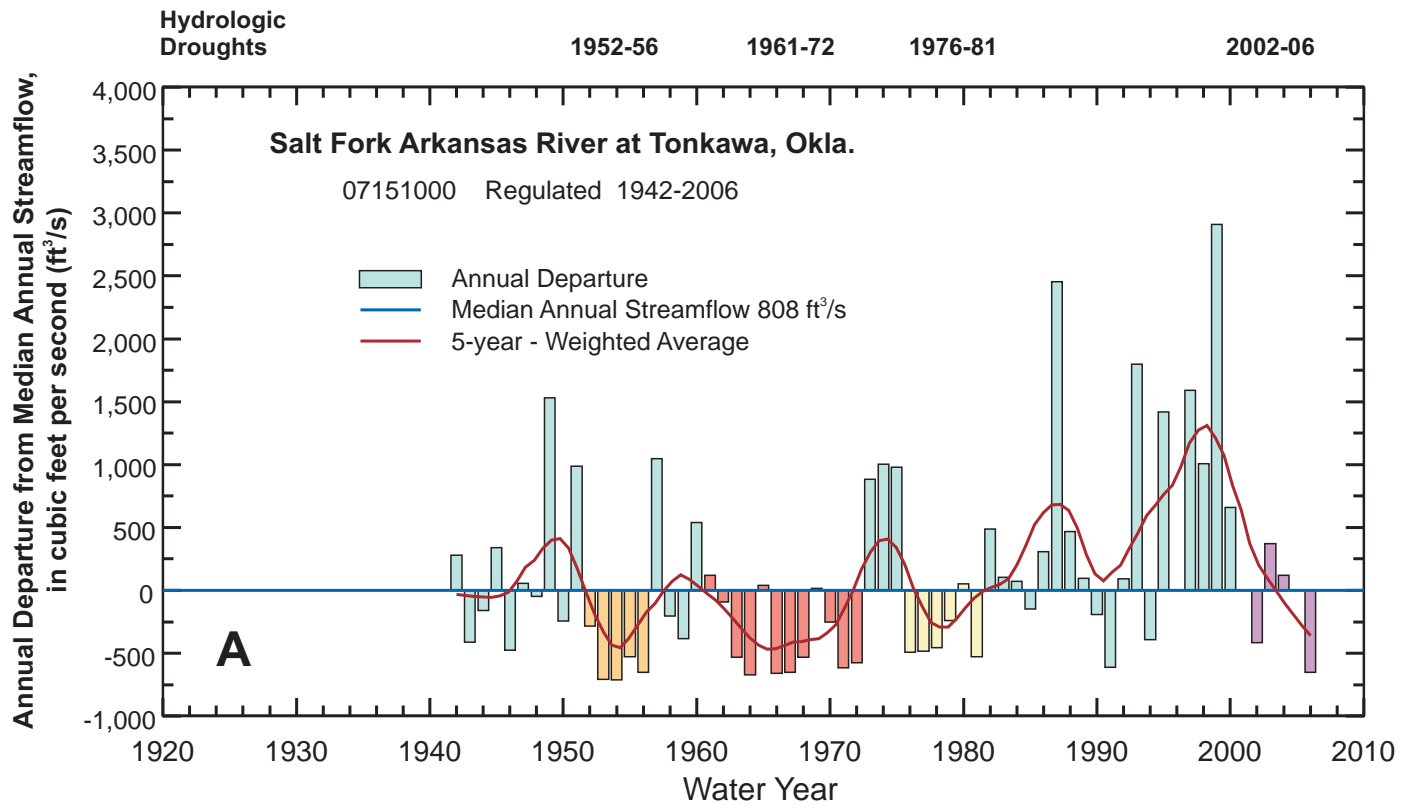 Hydrologic
Droughts
1952-56 1961-72 1976-81 2002-06
Annual Departure from Median Annual Streamflow,
in cubic feet per second (ft³/s)
4,000
3,500
3,000
2,500
2,000
1,500
1,000
500
0
-500
-1,000
Salt Fork Arkansas River at Tonkawa, Okla.
07151000 Regulated 1942-2006
Annual Departure
Median Annual Streamflow 808 ft³/s
5-year - Weighted Average
A
1920 1930 1940 1950 1960 1970 1980 1990 2000 2010
Water Year